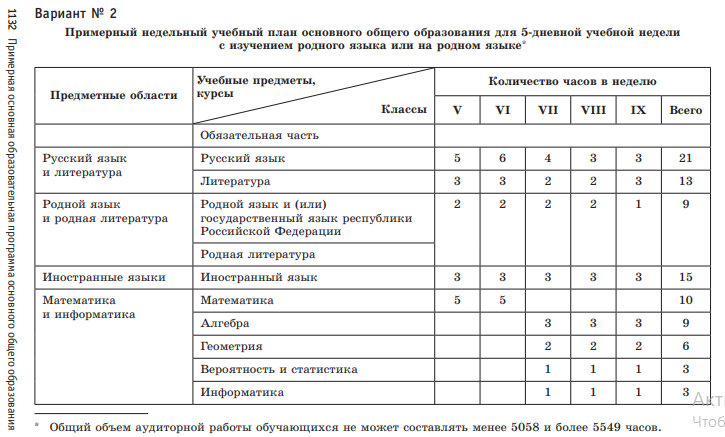 Вариант № 2
Примерный недельный учебный план основного общего образования для 5-дневной учебной недели
с изучением родного языка или на родном языке*
Предметные области Учебные предметы, курсы Классы Количество часов в неделю
V VI VII VIII IX Всего
Обязательная часть
Русский язык и литература Русский язык 5 6 4 3 3 21
Литература 3 3 2 2 3 13
Родной язык и родная литература Родной язык и (или) государственный язык республики Российской Федерации 2 2 2 2 1 9
Родная литература
Иностранные языки Иностранный язык 3 3 3 3 3 15
Математика и информатика Математика 5 5 10
Алгебра 3 3 3 9
Геометрия 2 2 2 6
Вероятность и статистика 1 1 1 3
Информатика 1 1 1 3
* Общий объем аудиторной работы обучающихся не может составлять менее 5058 и более 5549 часов.
1132 Примерная основная образовательная программа основного общего образования